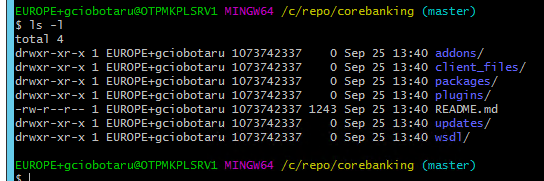 EUROPE+gciobotaru@OTPMKPLSRV1 MINGW64 /c/repo/corebanking (master)
$ ls -l
total 4
drwxr-xr-x 1 EUROPE+gciobotaru 1073742337    0 Sep 25 13:40 addons/
drwxr-xr-x 1 EUROPE+gciobotaru 1073742337    0 Sep 25 13:40 client_files/
drwxr-xr-x 1 EUROPE+gciobotaru 1073742337    0 Sep 25 13:40 packages/
drwxr-xr-x 1 EUROPE+gciobotaru 1073742337    0 Sep 25 13:40 plugins/
-rw-r--r-- 1 EUROPE+gciobotaru 1073742337 1243 Sep 25 13:40 README.md
drwxr-xr-x 1 EUROPE+gciobotaru 1073742337    0 Sep 25 13:40 updates/
drwxr-xr-x 1 EUROPE+gciobotaru 1073742337    0 Sep 25 13:40 wsdl/
EUROPE+gciobotaru@OTPMKPLSRV1 MINGW64 /c/repo/corebanking (master)
$